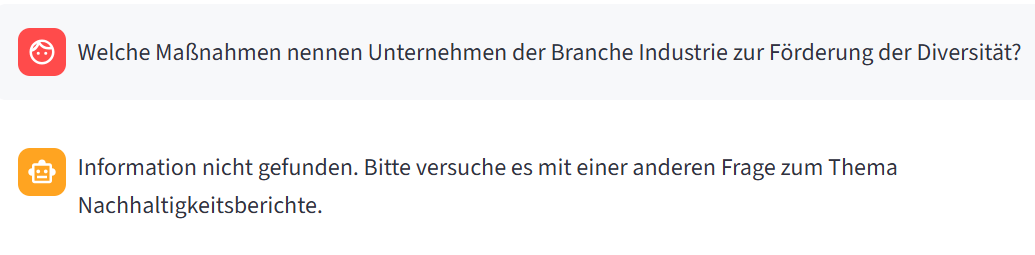 Welche Maßnahmen nennen Unternehmen der Branche Industrie zur Förderung der Diversität?
Information nicht gefunden. Bitte versuche es mit einer anderen Frage zum Thema
Nachhaltigkeitsberichte.